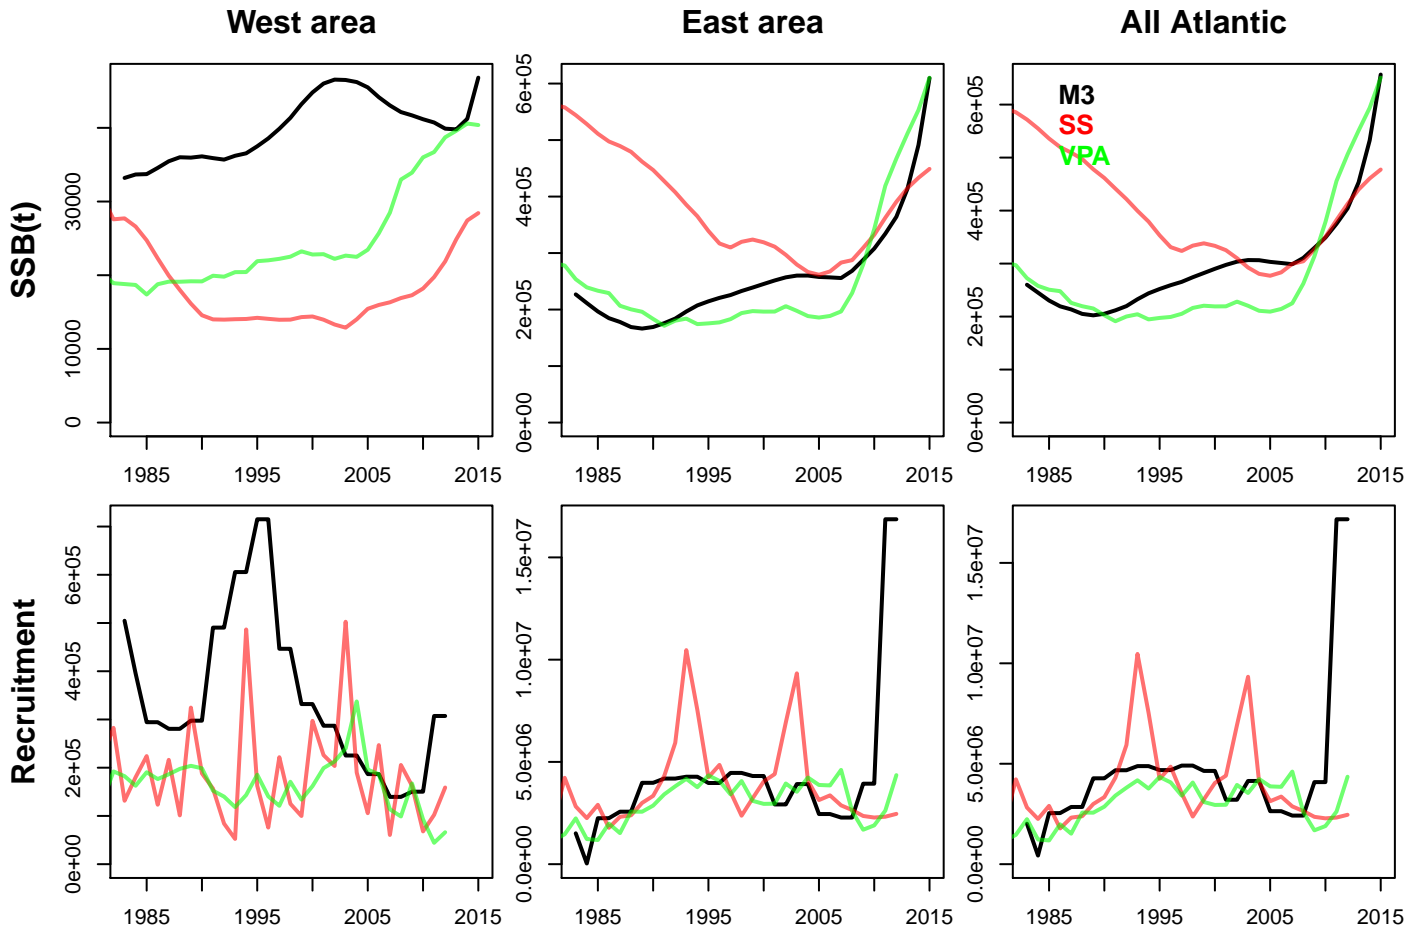 West area
East area
All Atlantic
SSB(t)
0
10000
30000
1985
1995
2005
2015
0e+00
2e+05
4e+05
6e+05
1985
1995
2005
2015
0e+00
2e+05
4e+05
6e+05
M3
SS
VPA
1985
1995
2005
2015
Recruitment
0e+00
2e+05
4e+05
6e+05
1985
1995
2005
2015
0.0e+00
5.0e+06
1.0e+07
1.5e+07
1985
1995
2005
2015
0.0e+00
5.0e+06
1.0e+07
1.5e+07
1985
1995
2005
2015